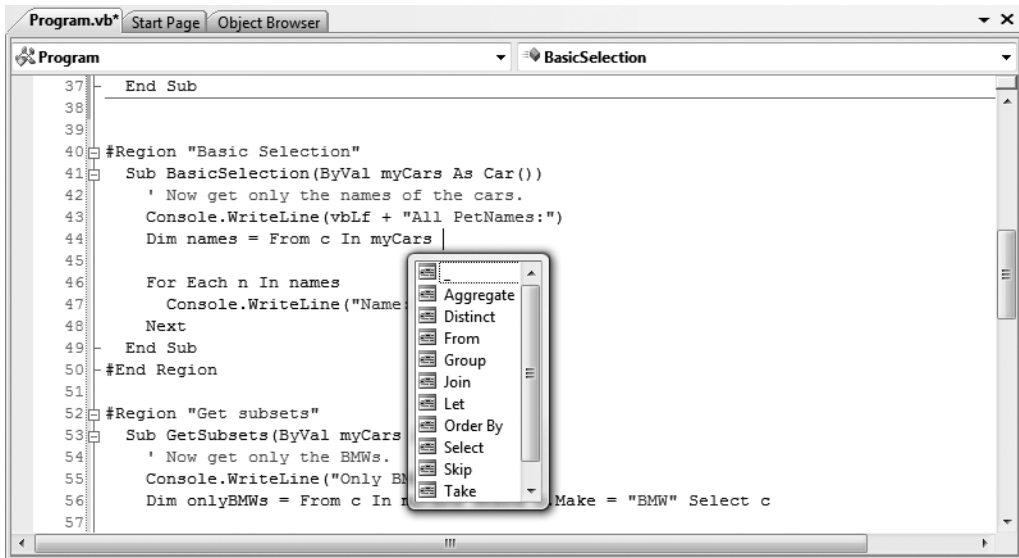 Program.vb* Start Page Object Browser
Program BasicSelection
37 End Sub
38
39
40 #Region "Basic Selection"
41 Sub BasicSelection(ByVal myCars As Car())
42 ' Now get only the names of the cars.
43 Console.WriteLine(vbLf + "All PetNames:")
44 Dim names = From c In myCars
45
46 For Each n In names
47 Console.WriteLine("Name:
48 Next
49 End Sub
50 #End Region
51
52 #Region "Get subsets"
53 Sub GetSubsets(ByVal myCars
54 ' Now get only the BMWs.
55 Console.WriteLine("Only BM
56 Dim onlyBMWs = From c In m .Make = "BMW" Select c
57
_
Aggregate
Distinct
From
Group
Join
Let
Order By
Select
Skip
Take